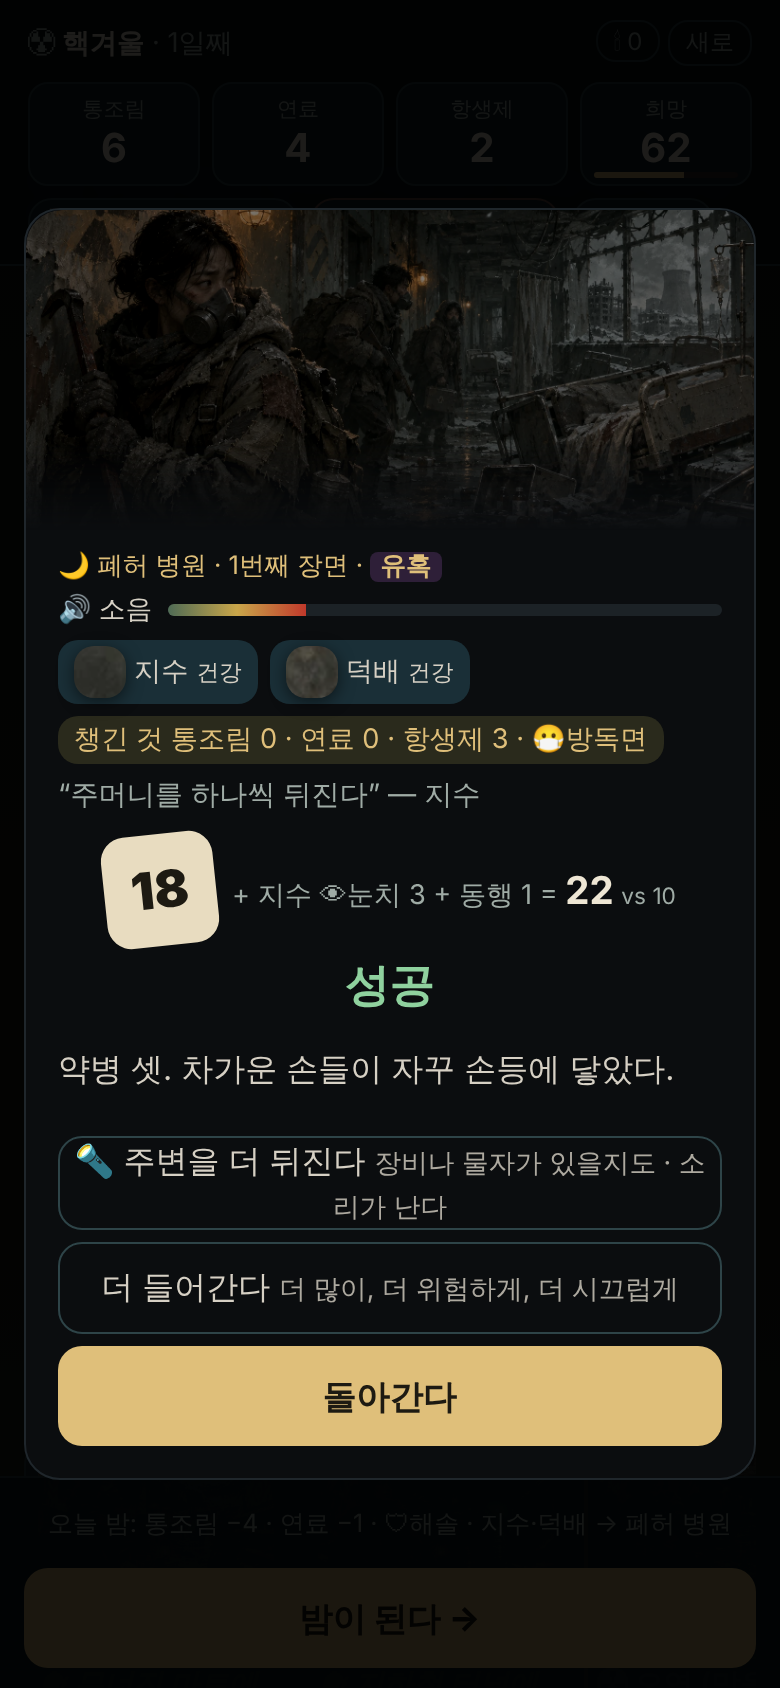 ☢ 핵겨울 · 1일째
0
새로
통조림
연료
항생제
희망
6
4
2
62
🌙 폐허 병원 · 1번째 장면 · 유혹
🔊 소음
지수 건강
덕배 건강
챙긴 것 통조림 0 · 연료 0 · 항생제 3 · 😷방독면
“주머니를 하나씩 뒤진다” — 지수
18 + 지수 👁눈치 3 + 동행 1 = 22 vs 10
성공
약병 셋. 차가운 손들이 자꾸 손등에 닿았다.
🔦 주변을 더 뒤진다 장비나 물자가 있을지도 · 소
리가 난다
더 들어간다 더 많이, 더 위험하게, 더 시끄럽게
돌아간다
오늘 밤: 통조림 −4 · 연료 −1 · 🛡해솔 · 지수·덕배 → 폐허 병원
밤이 된다 →